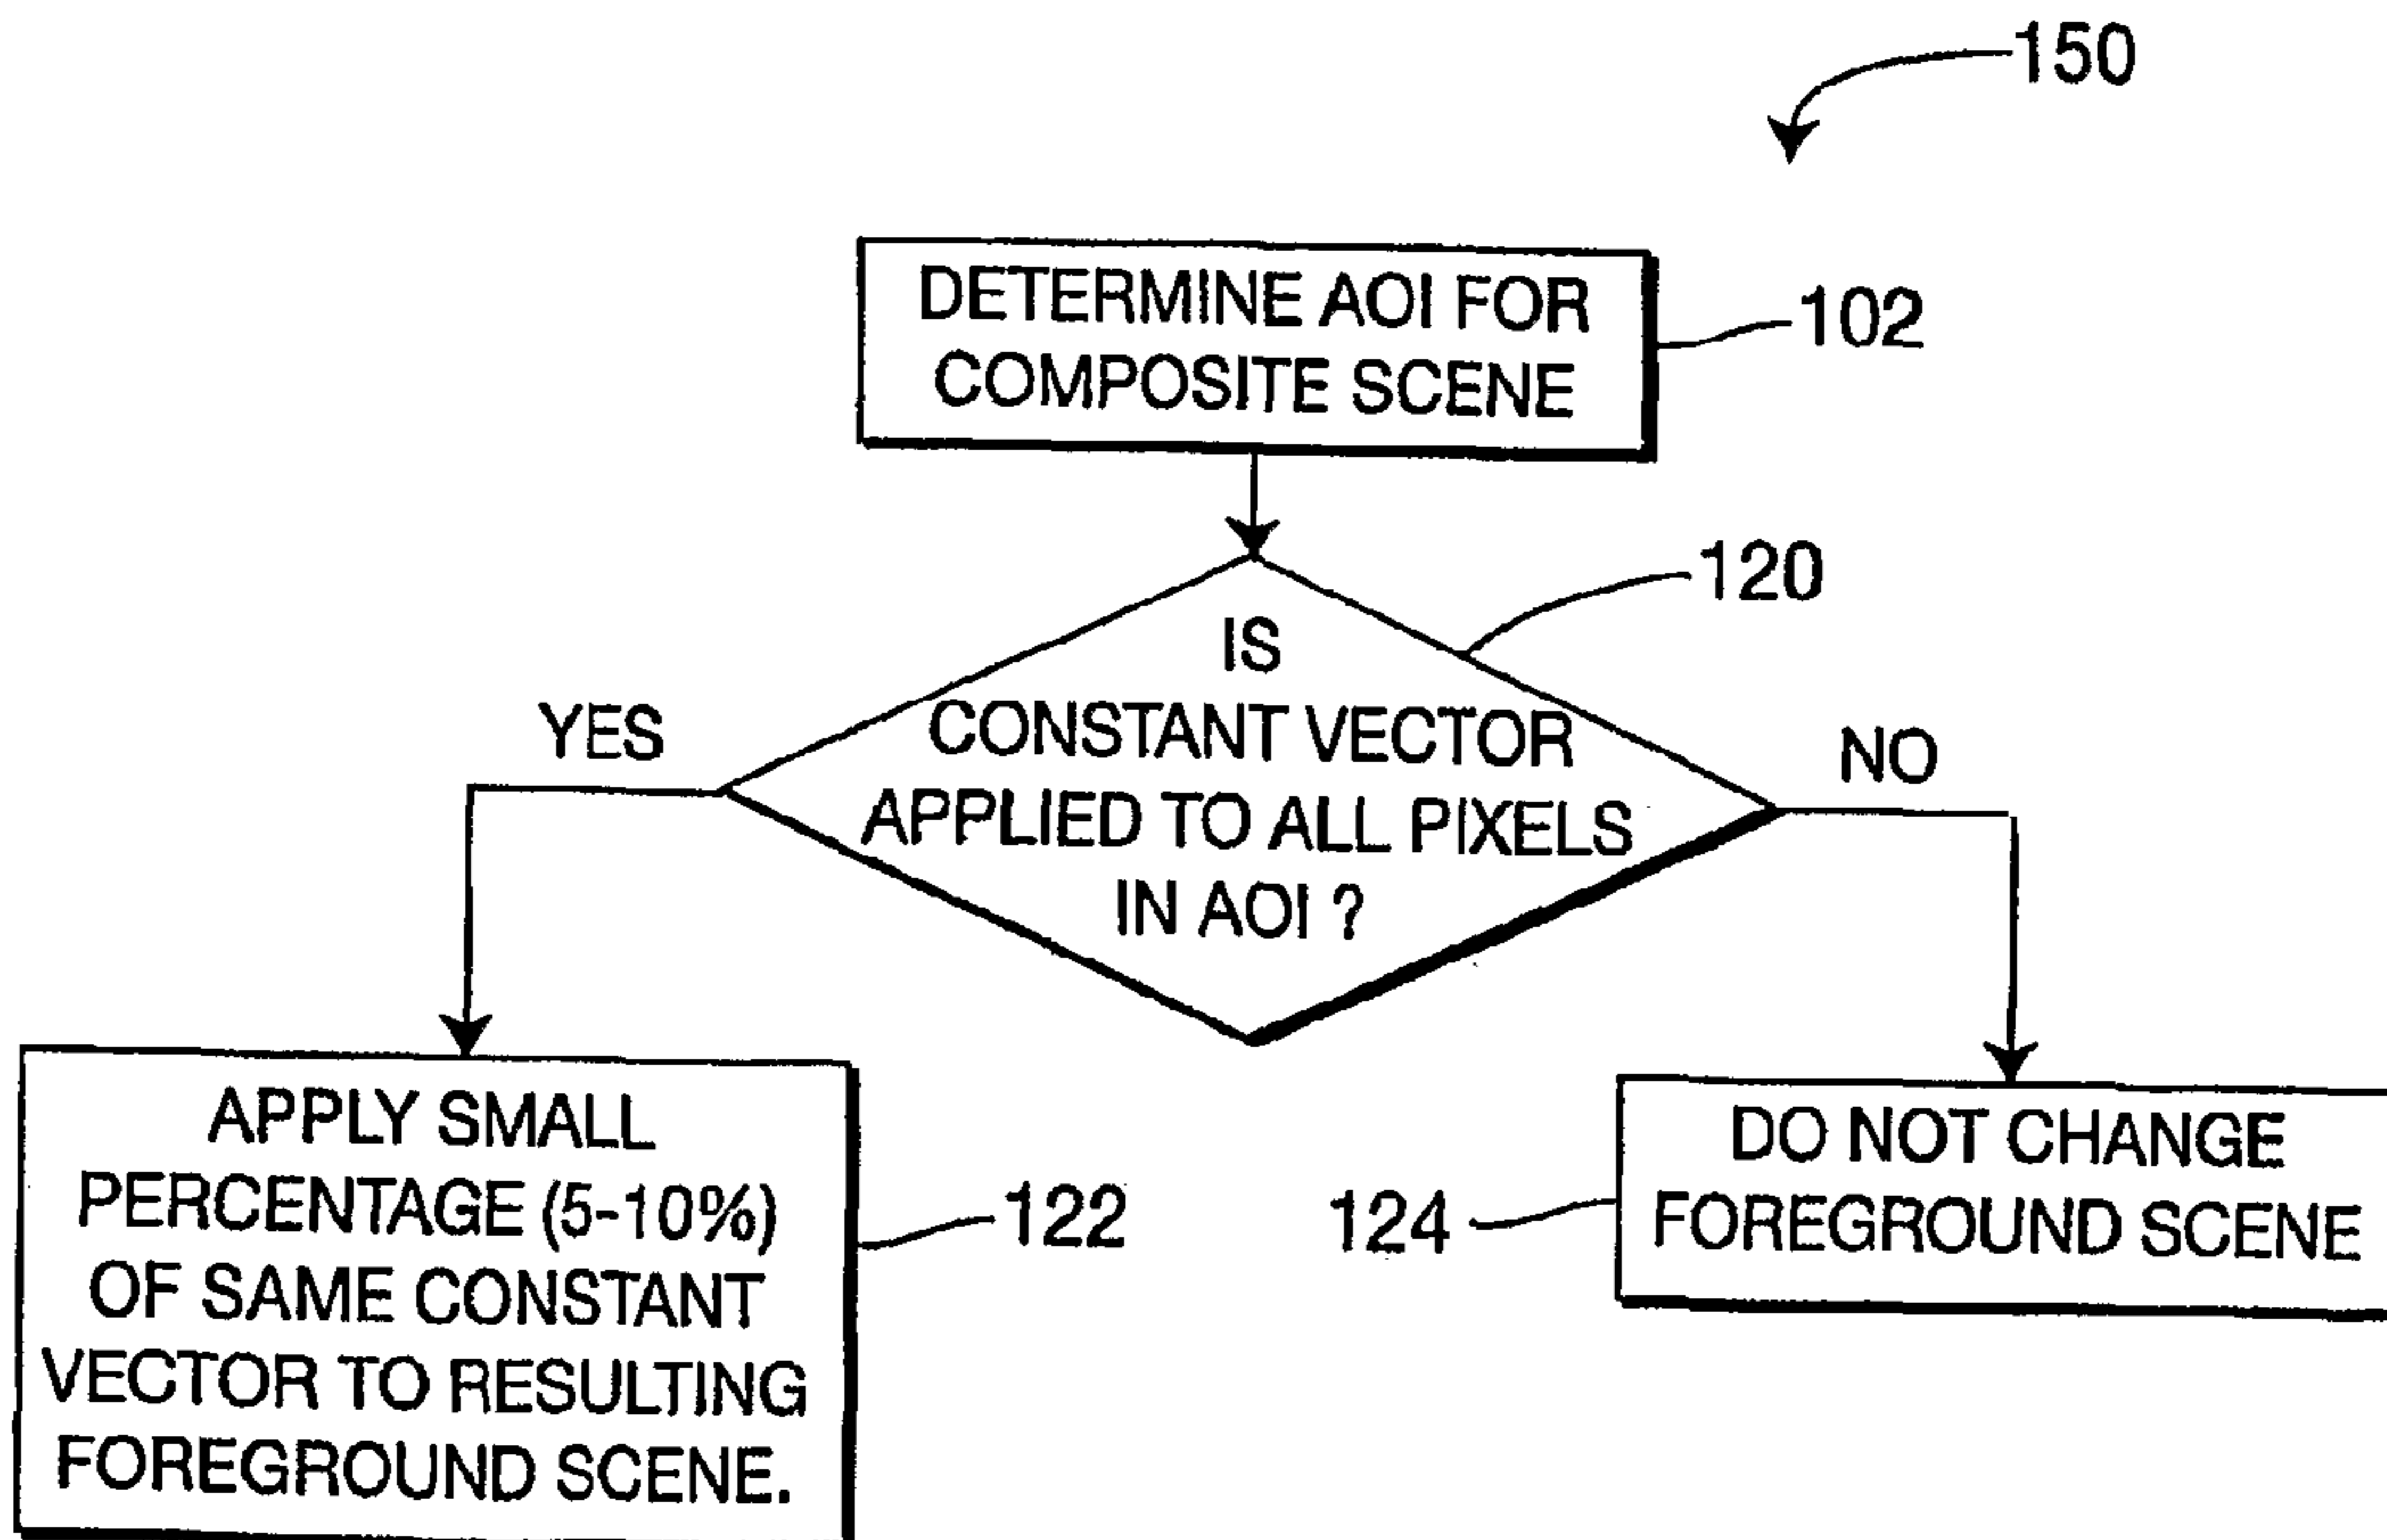 150
DETERMINE AOI FOR
COMPOSITE SCENE
102
120
IS
CONSTANT VECTOR
APPLIED TO ALL PIXELS
IN AOI ?
YES
NO
APPLY SMALL
PERCENTAGE (5-10%)
OF SAME CONSTANT
VECTOR TO RESULTING
FOREGROUND SCENE.
122
124
DO NOT CHANGE
FOREGROUND SCENE